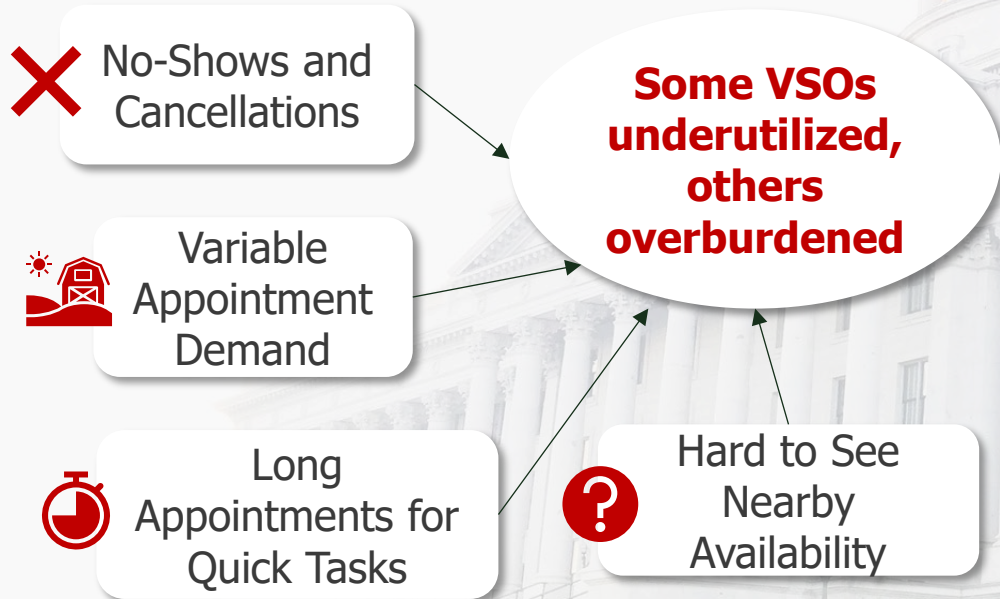 No-Shows and
Cancellations
Some VSOs
underutilized,
others
overburdened
Variable
Appointment
Demand
Long
Appointments for
Quick Tasks
?
Hard to See
Nearby
Availability